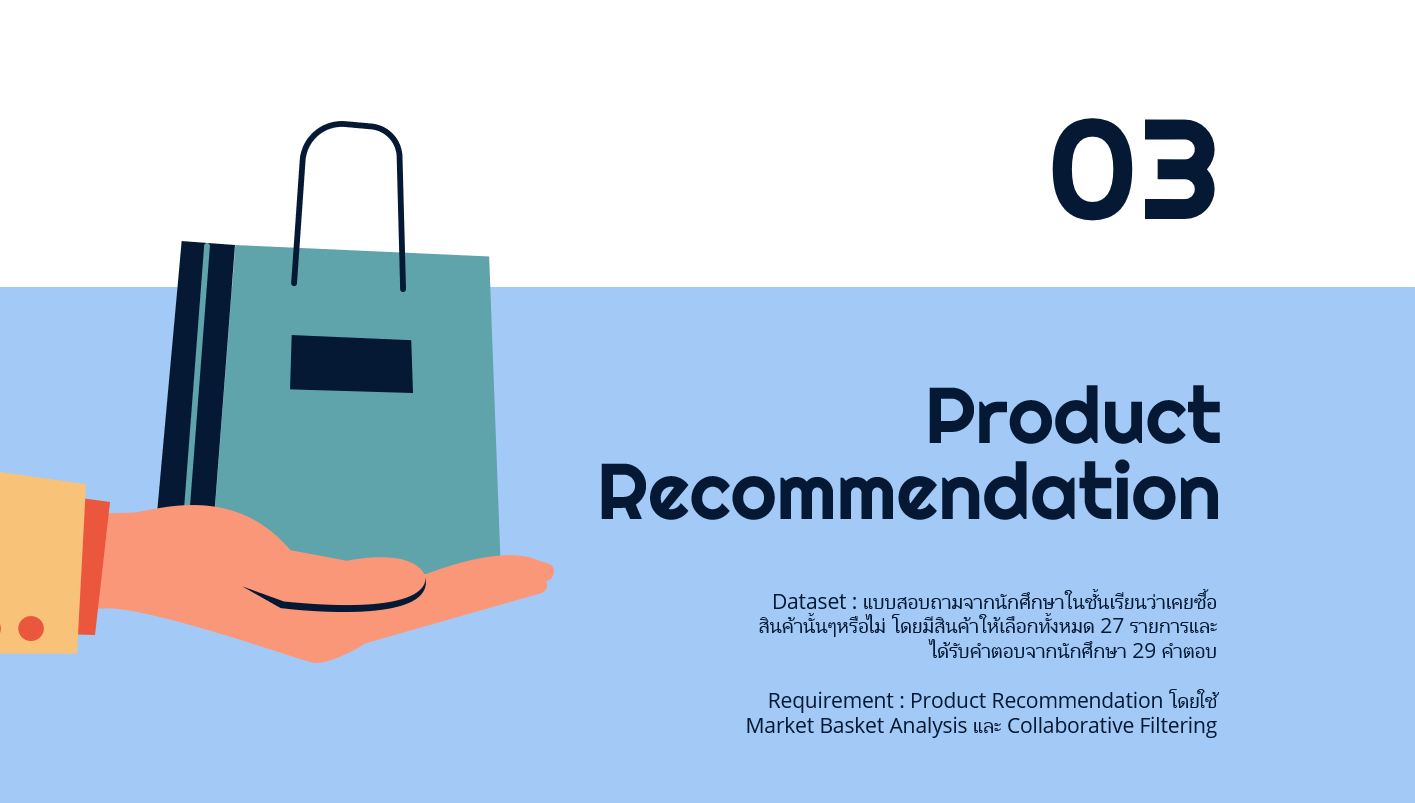 03
Product
Recommendation
Dataset : แบบสอบถามจากนักศึกษาในชั้นเรียนว่าเคยซื้อ
สินค้านั้นๆหรือไม่ โดยมีสินค้าให้เลือกทั้งหมด 27 รายการและ
ได้รับคำตอบจากนักศึกษา 29 คำตอบ
Requirement : Product Recommendation โดยใช้
Market Basket Analysis และ Collaborative Filtering